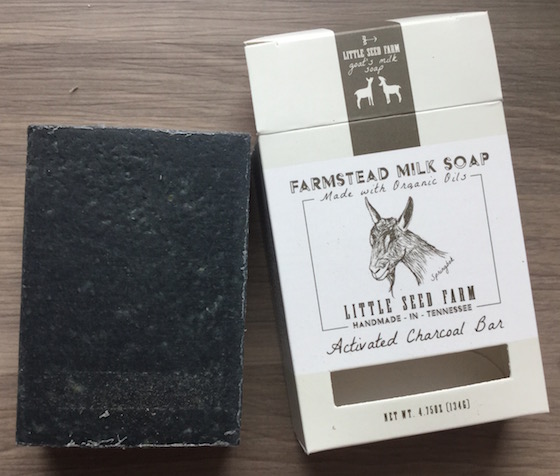 LITTLE SEED FARM
goat's milk
soap
FARMSTEAD MILK SOAP
Made with Organic Oils
Springlad
LITTLE SEED FARM
HANDMADE - IN - TENNESSEE
Activated Charcoal Bar
NET WT. 4.75OZ (134G)